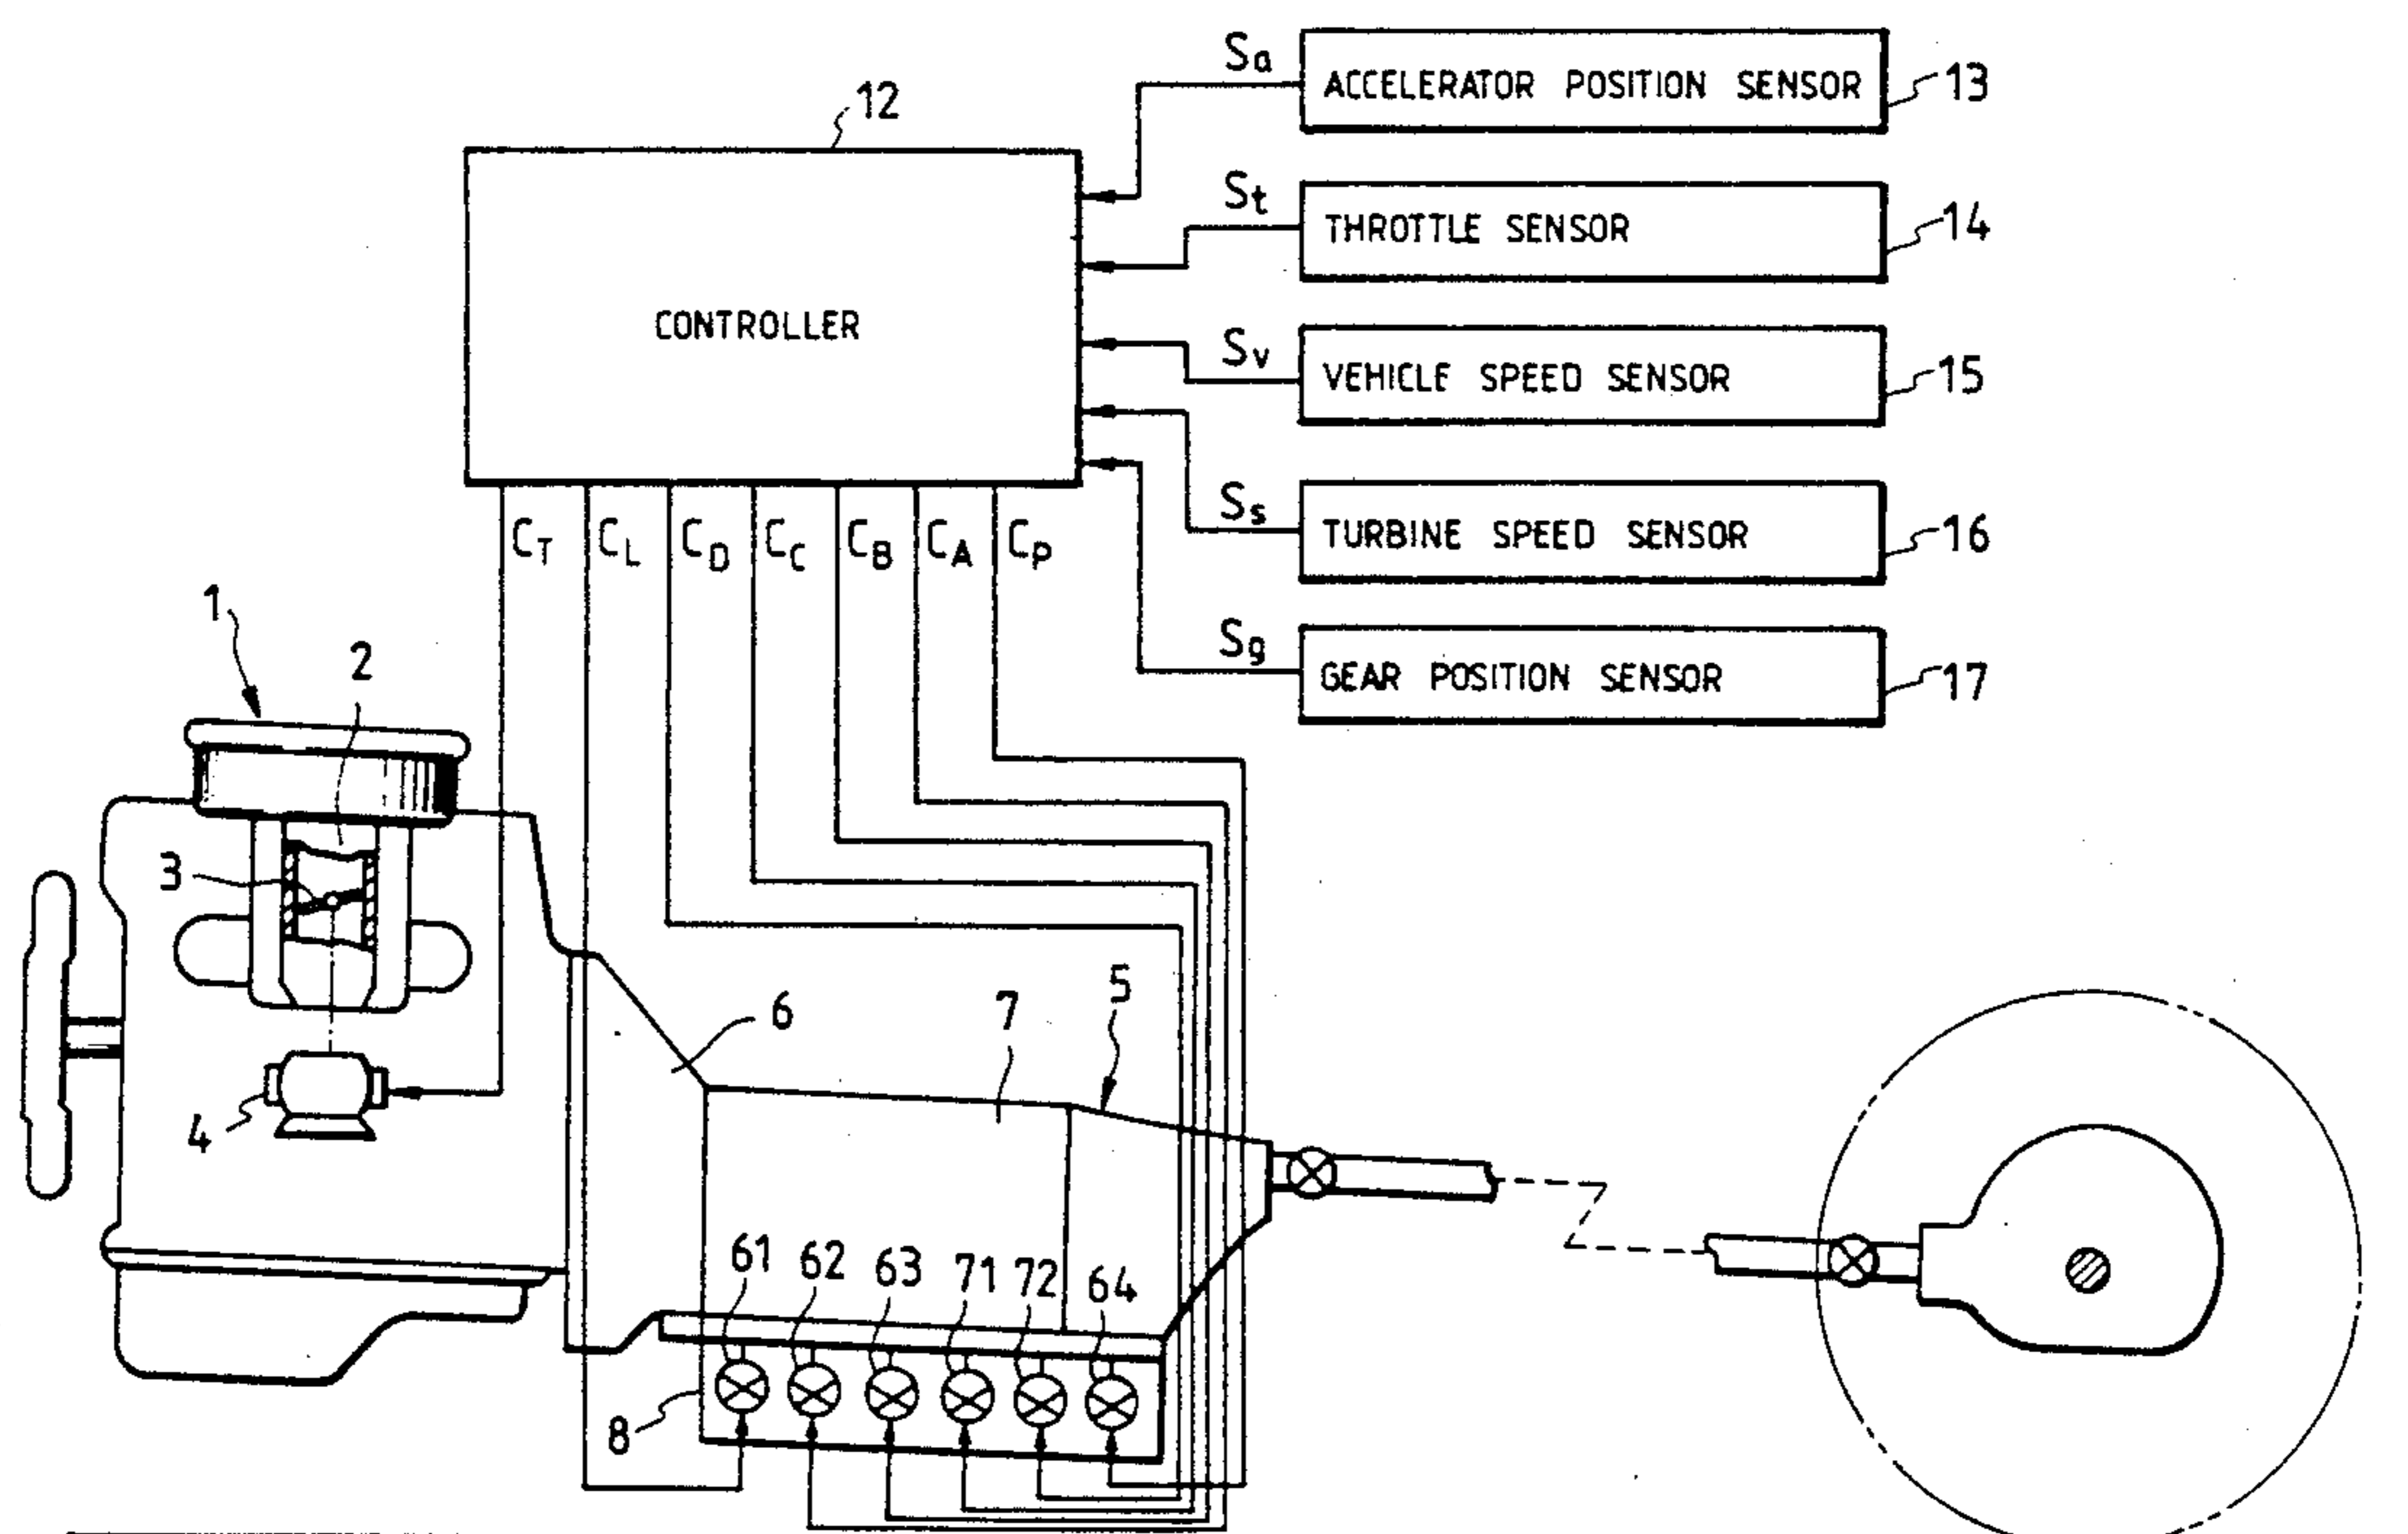 Sa
ACCELERATOR POSITION SENSOR
13
12
St
THROTTLE SENSOR
14
CONTROLLER
Sv
VEHICLE SPEED SENSOR
15
Ss
TURBINE SPEED SENSOR
16
CT CL CD CC CB CA CP
Sg
GEAR POSITION SENSOR
17
1
2
3
4
5
6
7
61 62 63 71 72 64
8